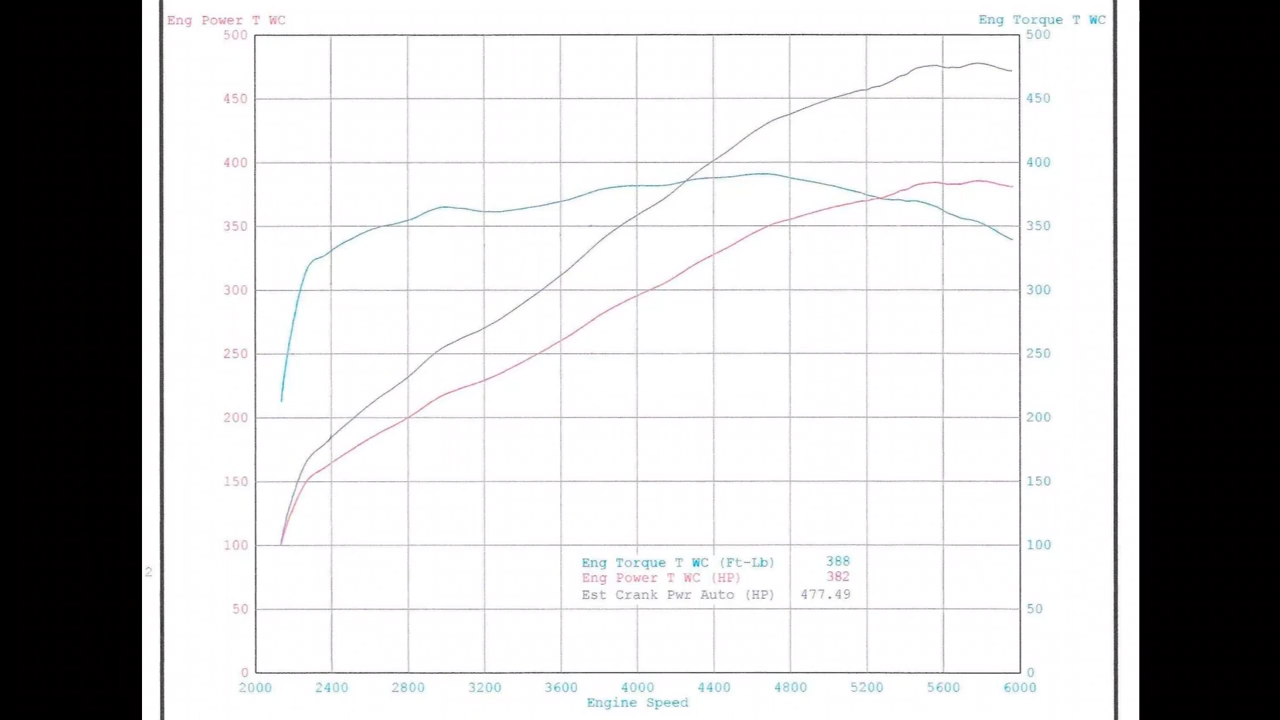 Eng Power T WC Eng Torque T WC
500 500
450 450
400 400
350 350
300 300
250 250
200 200
150 150
100 100
Eng Torque T WC (Ft-Lb) 388
2 Eng Power T WC (HP) 382
Est Crank Pwr Auto (HP) 477.49
50 50
0 0
2000 2400 2800 3200 3600 4000 4400 4800 5200 5600 6000
Engine Speed